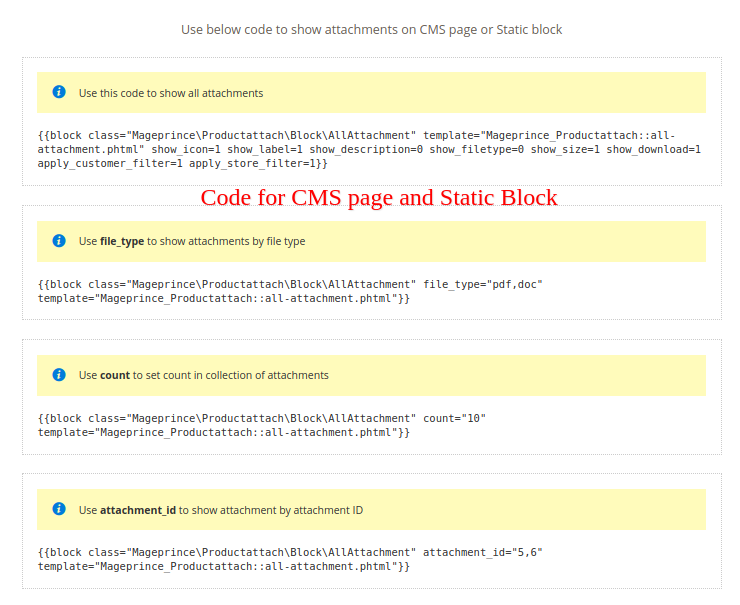 Use below code to show attachments on CMS page or Static block
Use this code to show all attachments
{{block class="Mageprince\Productattach\Block\AllAttachment" template="Mageprince_Productattach::all-
attachment.phtml" show_icon=1 show_label=1 show_description=0 show_filetype=0 show_size=1 show_download=1
apply_customer_filter=1 apply_store_filter=1}}
Code for CMS page and Static Block
Use file_type to show attachments by file type
{{block class="Mageprince\Productattach\Block\AllAttachment" file_type="pdf,doc"
template="Mageprince_Productattach::all-attachment.phtml"}}
Use count to set count in collection of attachments
{{block class="Mageprince\Productattach\Block\AllAttachment" count="10"
template="Mageprince_Productattach::all-attachment.phtml"}}
Use attachment_id to show attachment by attachment ID
{{block class="Mageprince\Productattach\Block\AllAttachment" attachment_id="5,6"
template="Mageprince_Productattach::all-attachment.phtml"}}